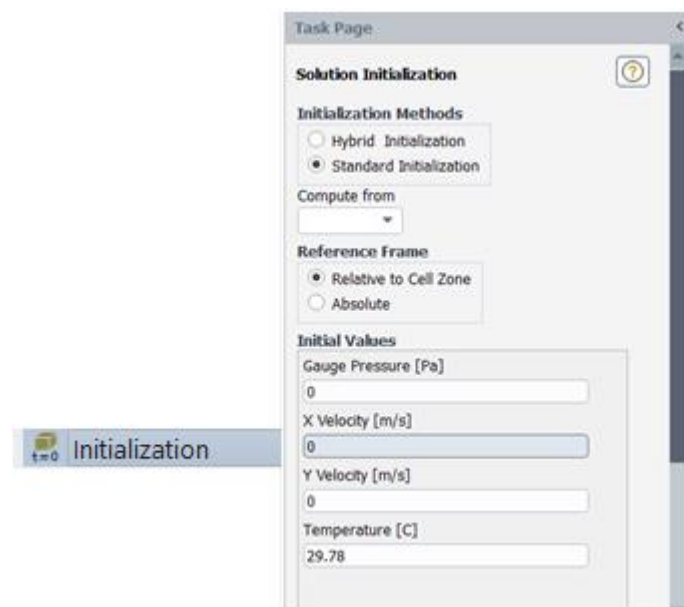 Task Page
Solution Initialization
Initialization Methods
Hybrid Initialization
Standard Initialization
Compute from
Reference Frame
Relative to Cell Zone
Absolute
Initial Values
Gauge Pressure [Pa]
0
X Velocity [m/s]
0
Y Velocity [m/s]
0
Temperature [C]
29.78
t=0 Initialization